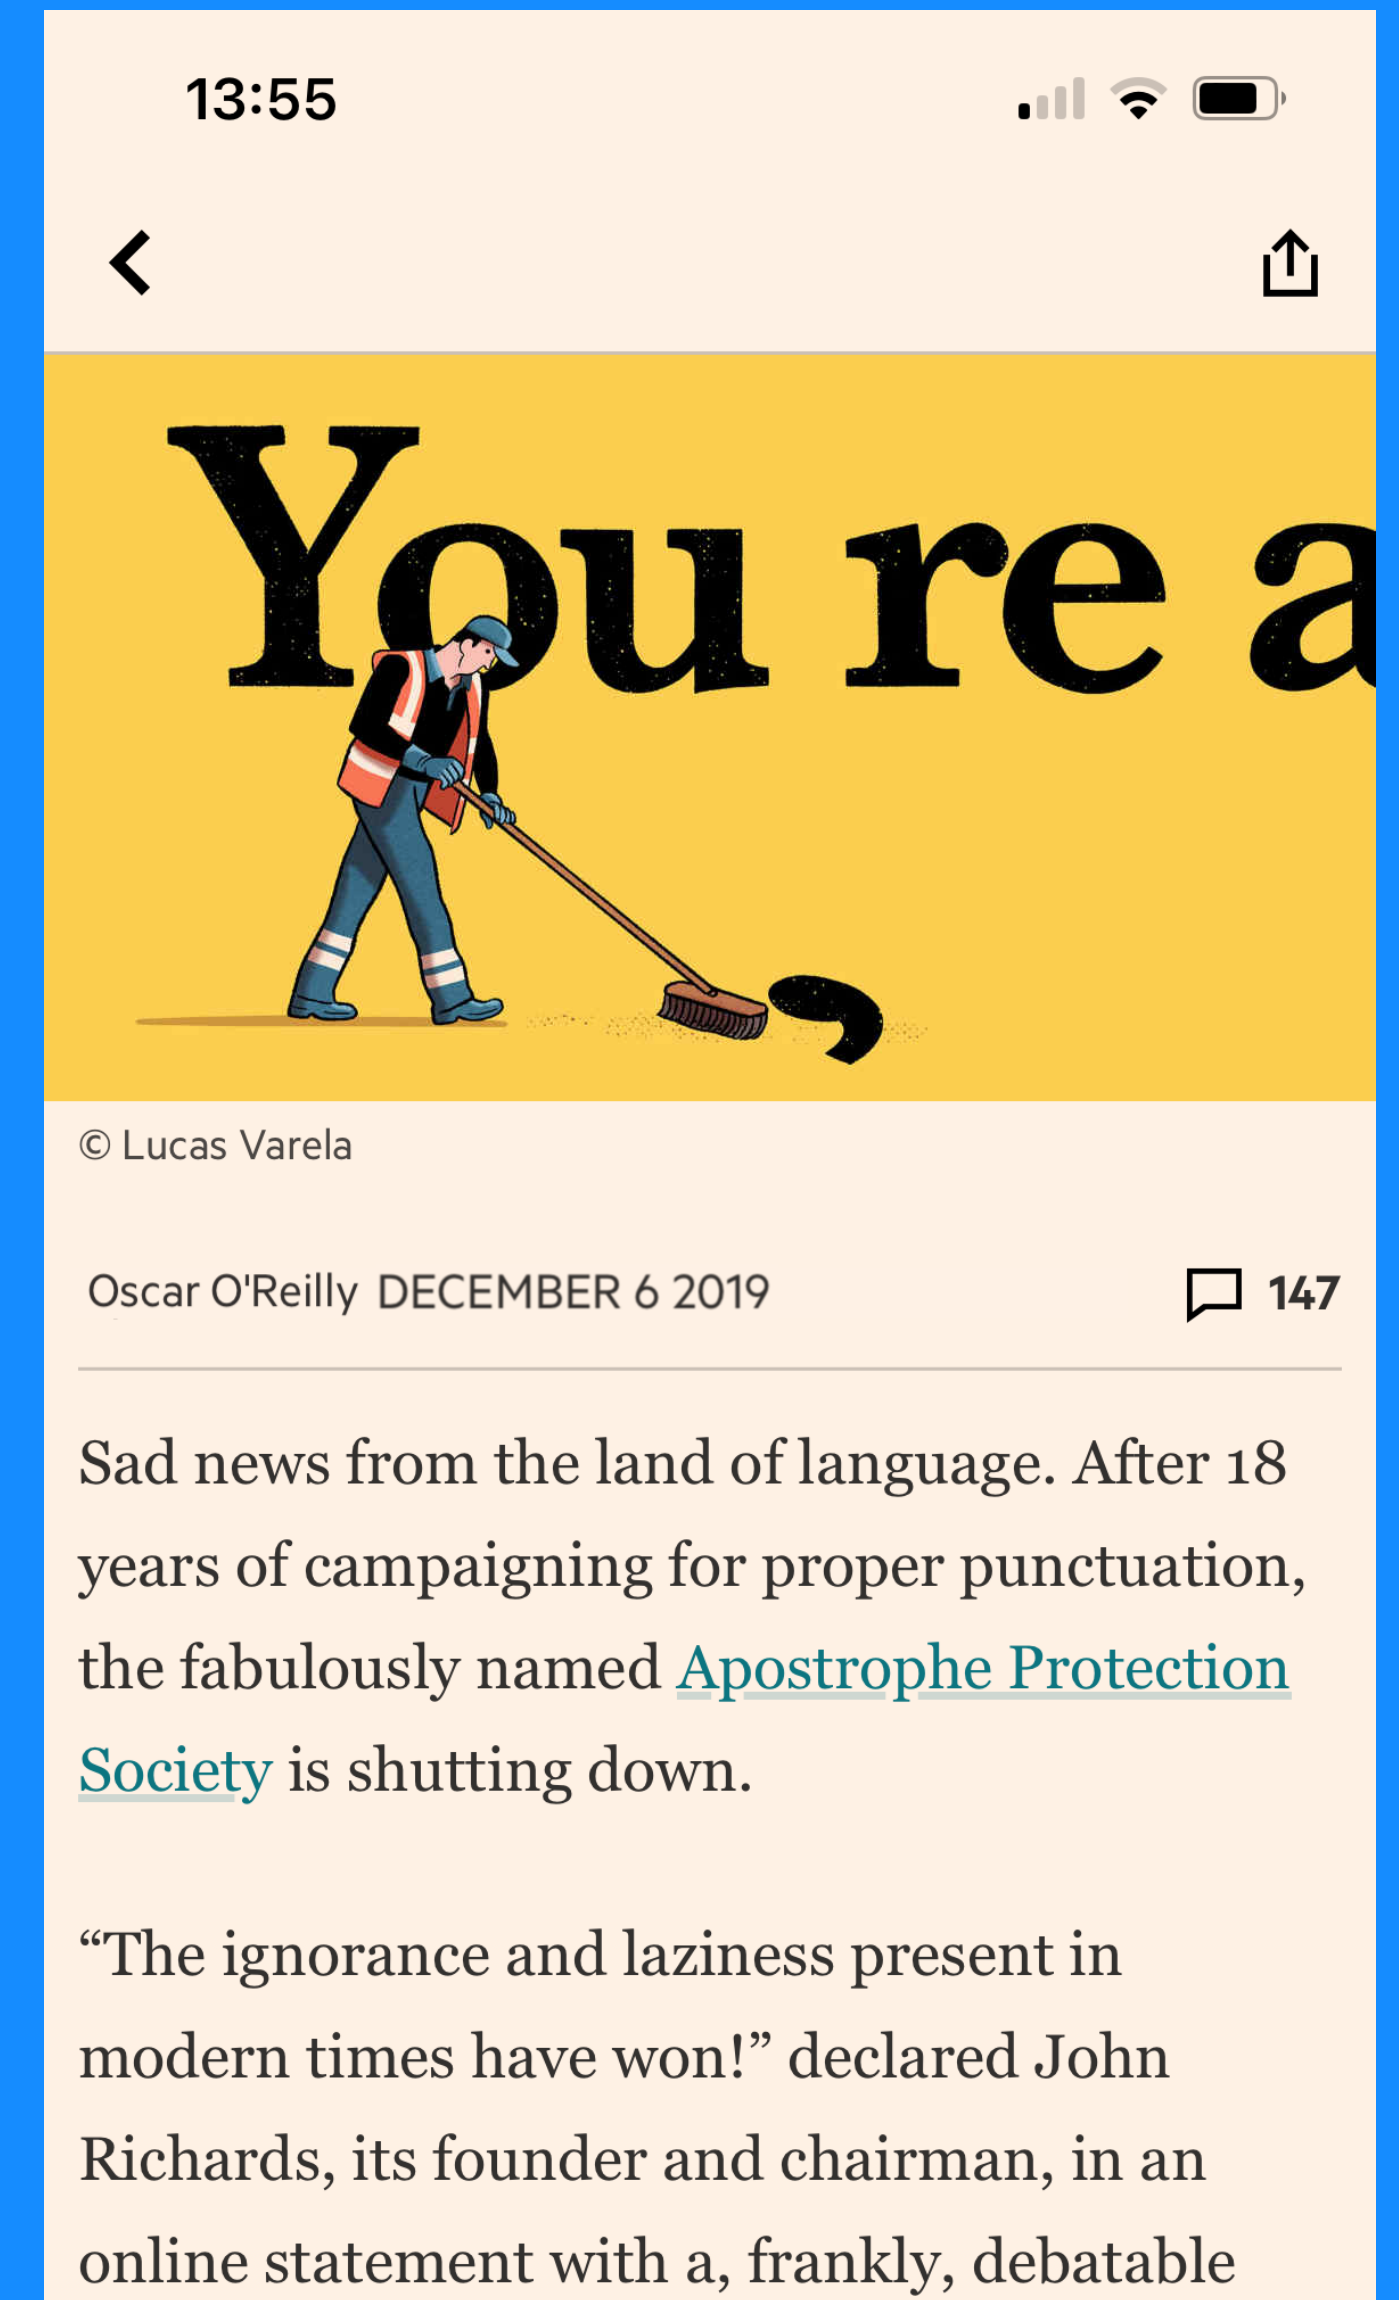 13:55
You re a
© Lucas Varela
Oscar O'Reilly DECEMBER 6 2019
147
Sad news from the land of language. After 18
years of campaigning for proper punctuation,
the fabulously named Apostrophe Protection
Society is shutting down.
“The ignorance and laziness present in
modern times have won!” declared John
Richards, its founder and chairman, in an
online statement with a, frankly, debatable